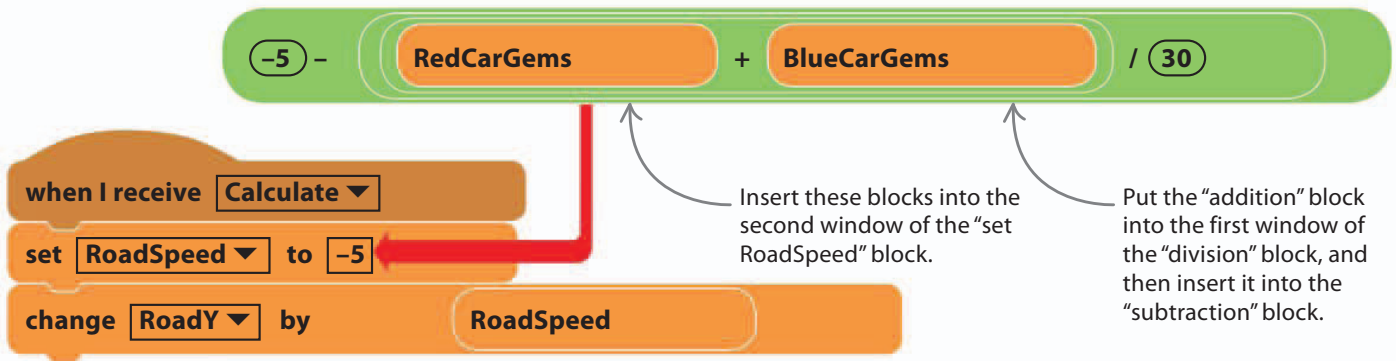 –5 – RedCarGems + BlueCarGems / 30
when I receive Calculate
set RoadSpeed to –5
change RoadY by RoadSpeed
Insert these blocks into the
second window of the “set
RoadSpeed” block.
Put the “addition” block
into the first window of
the “division” block, and
then insert it into the
“subtraction” block.